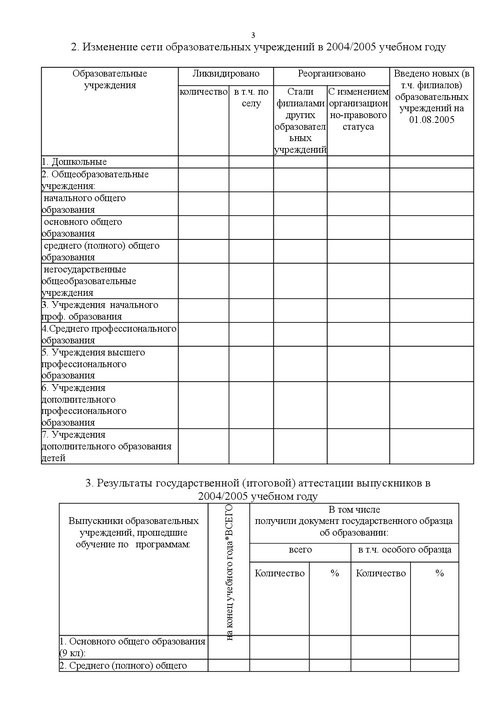 3
2. Изменение сети образовательных учреждений в 2004/2005 учебном году
Образовательные
учреждения
Ликвидировано
Реорганизовано
Введено новых (в
т.ч. филиалов)
образовательных
учреждений на
01.08.2005
количество
в т.ч. по
селу
Стали
филиалами
других
образовател
ьных
учреждений
С изменением
организацион
но-правового
статуса
1. Дошкольные
2. Общеобразовательные
учреждения:
начального общего
образования
основного общего
образования
среднего (полного) общего
образования
негосударственные
общеобразовательные
учреждения
3. Учреждения начального
проф. образования
4.Среднего профессионального
образования
5. Учреждения высшего
профессионального
образования
6. Учреждения
дополнительного
профессионального
образования
7. Учреждения
дополнительного образования
детей
3. Результаты государственной (итоговой) аттестации выпускников в
2004/2005 учебном году
Выпускники образовательных
учреждений, прошедшие
обучение по программам:
на конец учебного года*ВСЕГО
В том числе
получили документ государственного образца
об образовании:
всего
в т.ч. особого образца
Количество
%
Количество
%
1. Основного общего образования
(9 кл):
2. Среднего (полного) общего